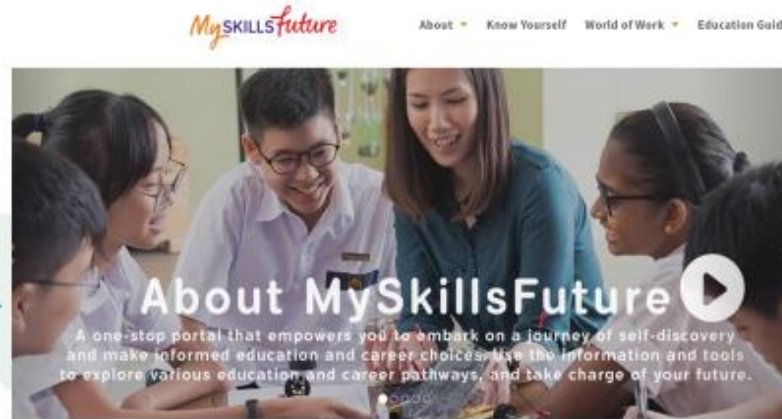 MySKILLSfuture
About Know Yourself World of Work Education Guid
About MySkillsFuture
A one-stop portal that empowers you to embark on a journey of self-discovery
and make informed education and career choices. Use the information and tools
to explore various education and career pathways, and take charge of your future.